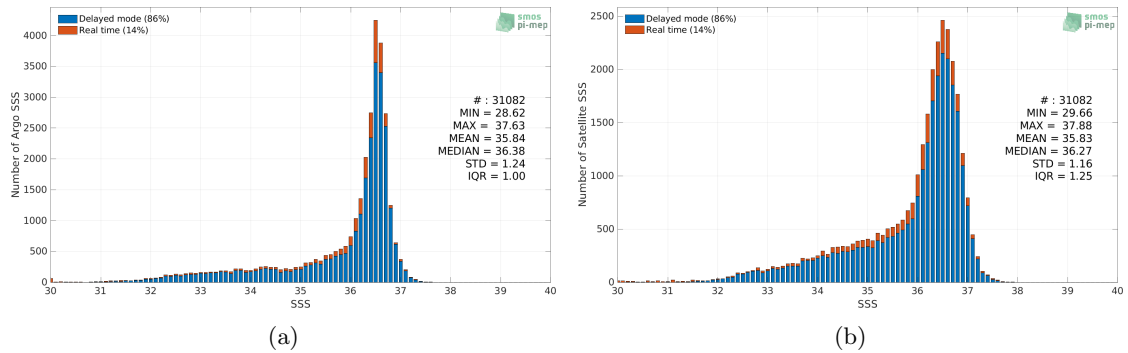 Delayed mode (86%)
Real time (14%)
smos
pi-mep
# : 31082
MIN = 28.62
MAX = 37.63
MEAN = 35.84
MEDIAN = 36.38
STD = 1.24
IQR = 1.00
Number of Argo SSS
4000
3500
3000
2500
2000
1500
1000
500
0
30 31 32 33 34 35 36 37 38 39 40
SSS
(a)
Delayed mode (86%)
Real time (14%)
smos
pi-mep
# : 31082
MIN = 29.66
MAX = 37.88
MEAN = 35.83
MEDIAN = 36.27
STD = 1.16
IQR = 1.25
Number of Satellite SSS
2500
2000
1500
1000
500
0
30 31 32 33 34 35 36 37 38 39 40
SSS
(b)